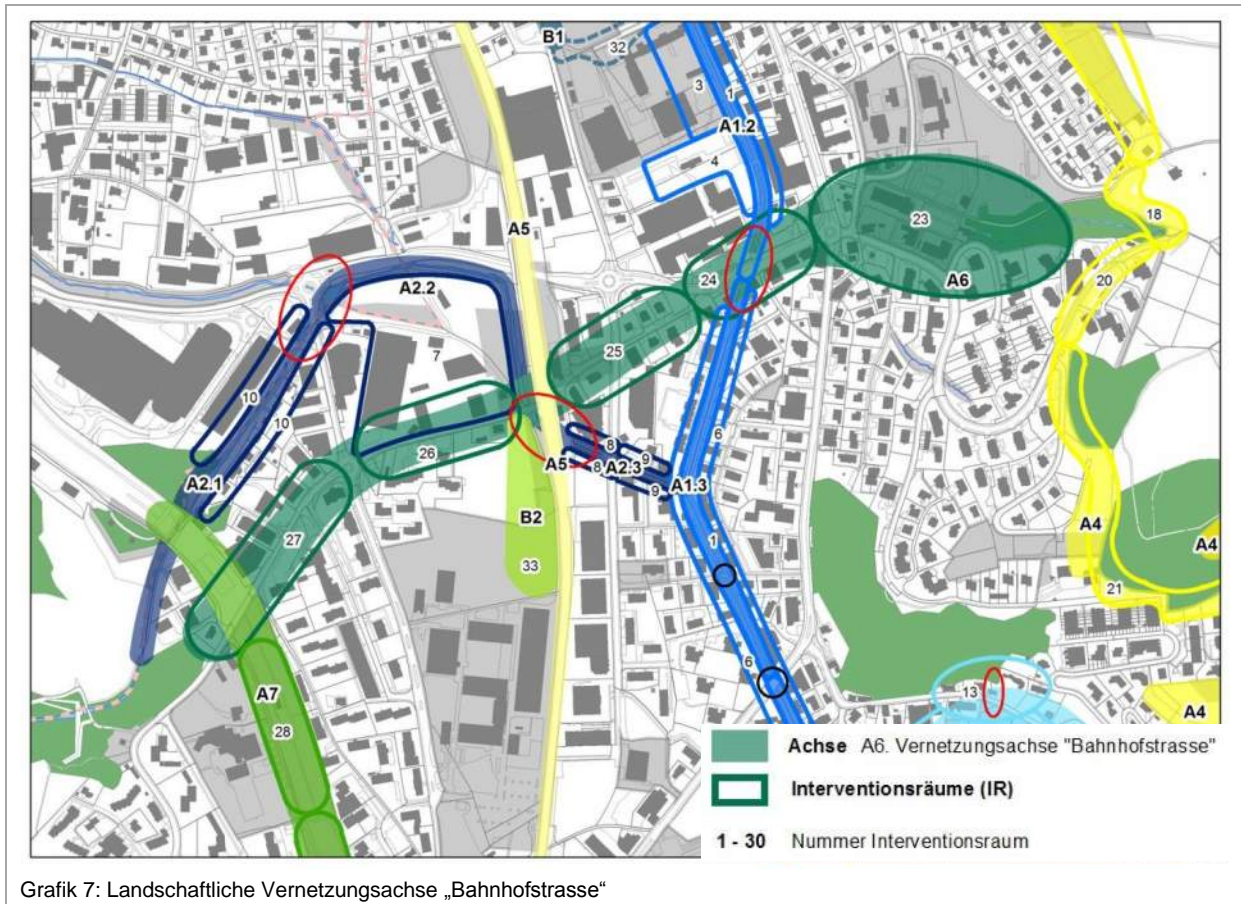 B1
32
3
1
A1.2
4
A5
18
23
A6
24
20
A2.2
7
25
10
10
26
A2.1
8
9
A5
8
A2.3
9
A1.3
6
B2
33
1
27
A4
A4
21
6
13
A4
A7
28
Achse A6. Vernetzungsachse "Bahnhofstrasse"
Interventionsräume (IR)
1 - 30 Nummer Interventionsraum
Grafik 7: Landschaftliche Vernetzungsachse „Bahnhofstrasse“